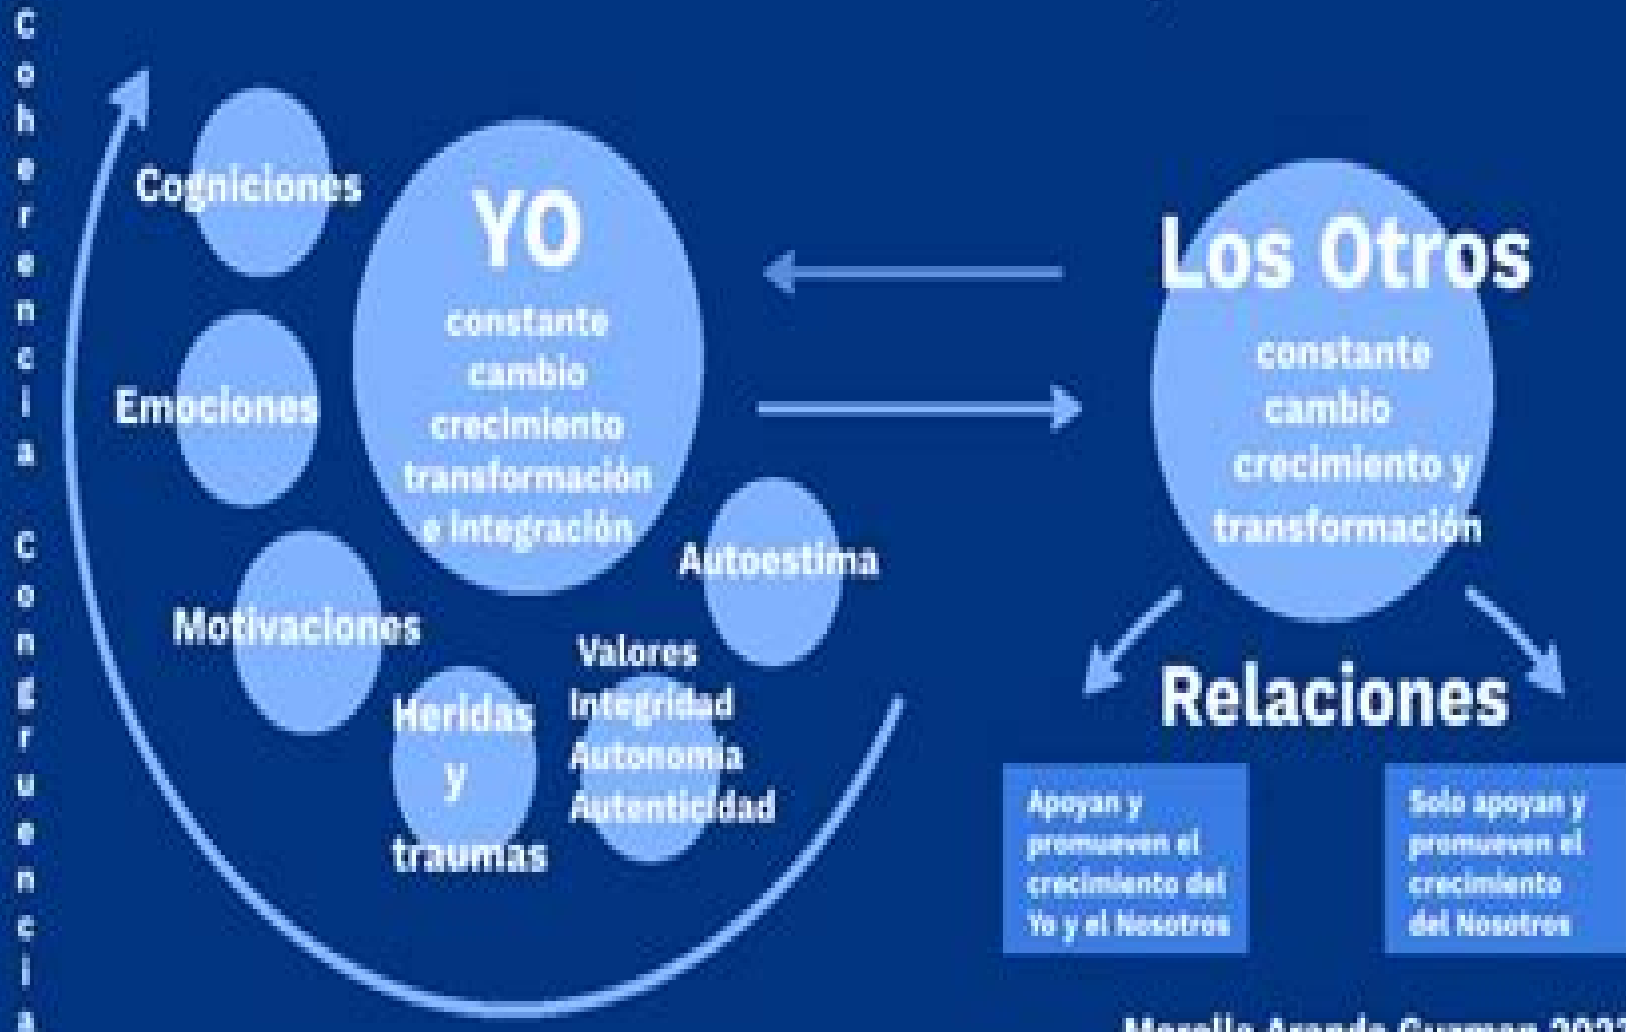 Coherencia Congruencia
Cogniciones
Emociones
Motivaciones
Heridas
y
traumas
Valores
Integridad
Autonomía
Autenticidad
Autoestima
YO
constante
cambio
crecimiento
transformación
e integración
Los Otros
constante
cambio
crecimiento y
transformación
Relaciones
Apoyan y
promueven el
crecimiento del
Yo y el Nosotros
Solo apoyan y
promueven el
crecimiento
del Nosotros